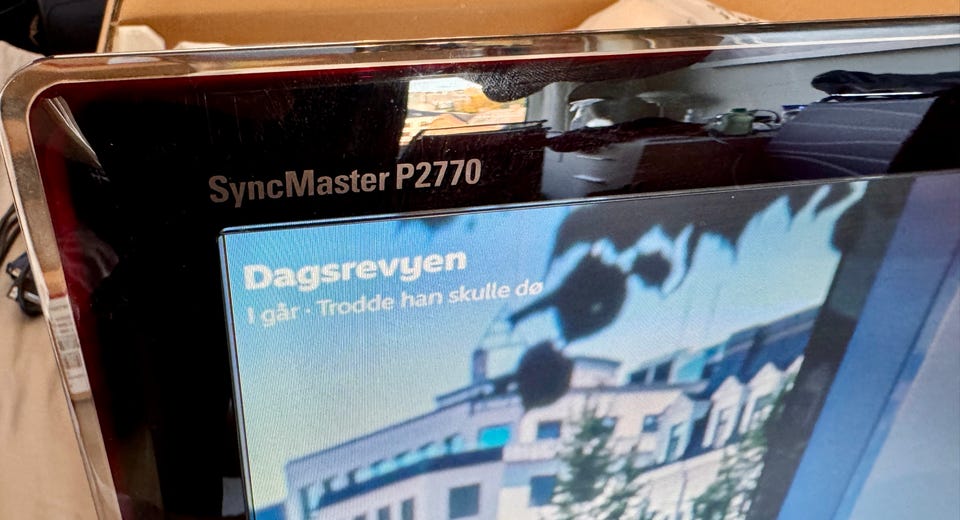 SyncMaster P2770
Dagsrevyen
I går · Trodde han skulle dø